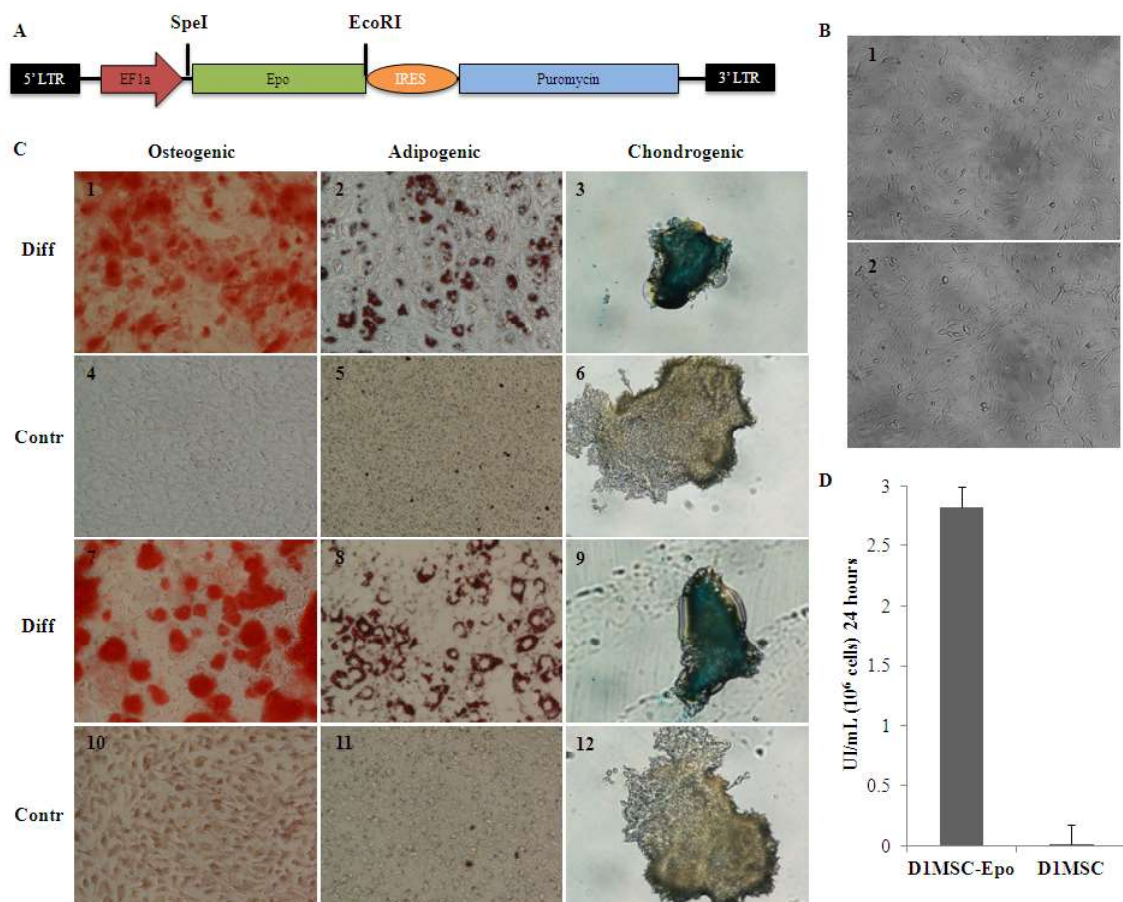 A
SpeI
EcoRI
5' LTR
EF1a
Epo
IRES
Puromycin
3' LTR
B
1
2
C
Osteogenic
Adipogenic
Chondrogenic
Diff
1
2
3
Contr
4
5
6
Diff
7
8
9
Contr
10
11
12
D
UI/mL (10⁶ cells) 24 hours
3
2.5
2
1.5
1
0.5
0
D1MSC-Epo
D1MSC